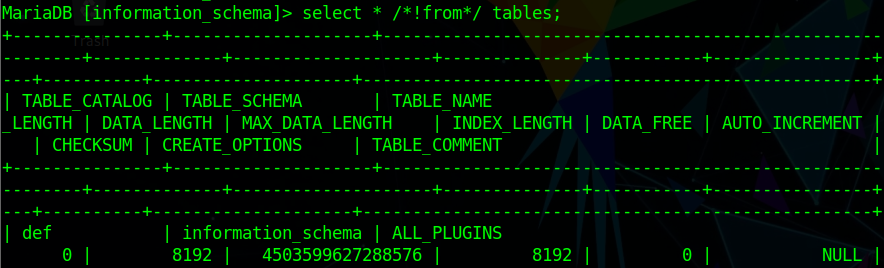 MariaDB [information_schema]> select * /*!from*/ tables;
+---------------+--------------------+--------------------------------------------------
--------+-------------+--------------------+--------------+-----------+----------------+
---+----------+--------------------+---------------------------------------------------+
| TABLE_CATALOG | TABLE_SCHEMA       | TABLE_NAME
_LENGTH | DATA_LENGTH | MAX_DATA_LENGTH    | INDEX_LENGTH | DATA_FREE | AUTO_INCREMENT |
   | CHECKSUM | CREATE_OPTIONS     | TABLE_COMMENT                                     |
+---------------+--------------------+--------------------------------------------------
--------+-------------+--------------------+--------------+-----------+----------------+
---+----------+--------------------+---------------------------------------------------+
| def           | information_schema | ALL_PLUGINS
      0 |        8192 |   4503599627288576 |         8192 |         0 |           NULL |